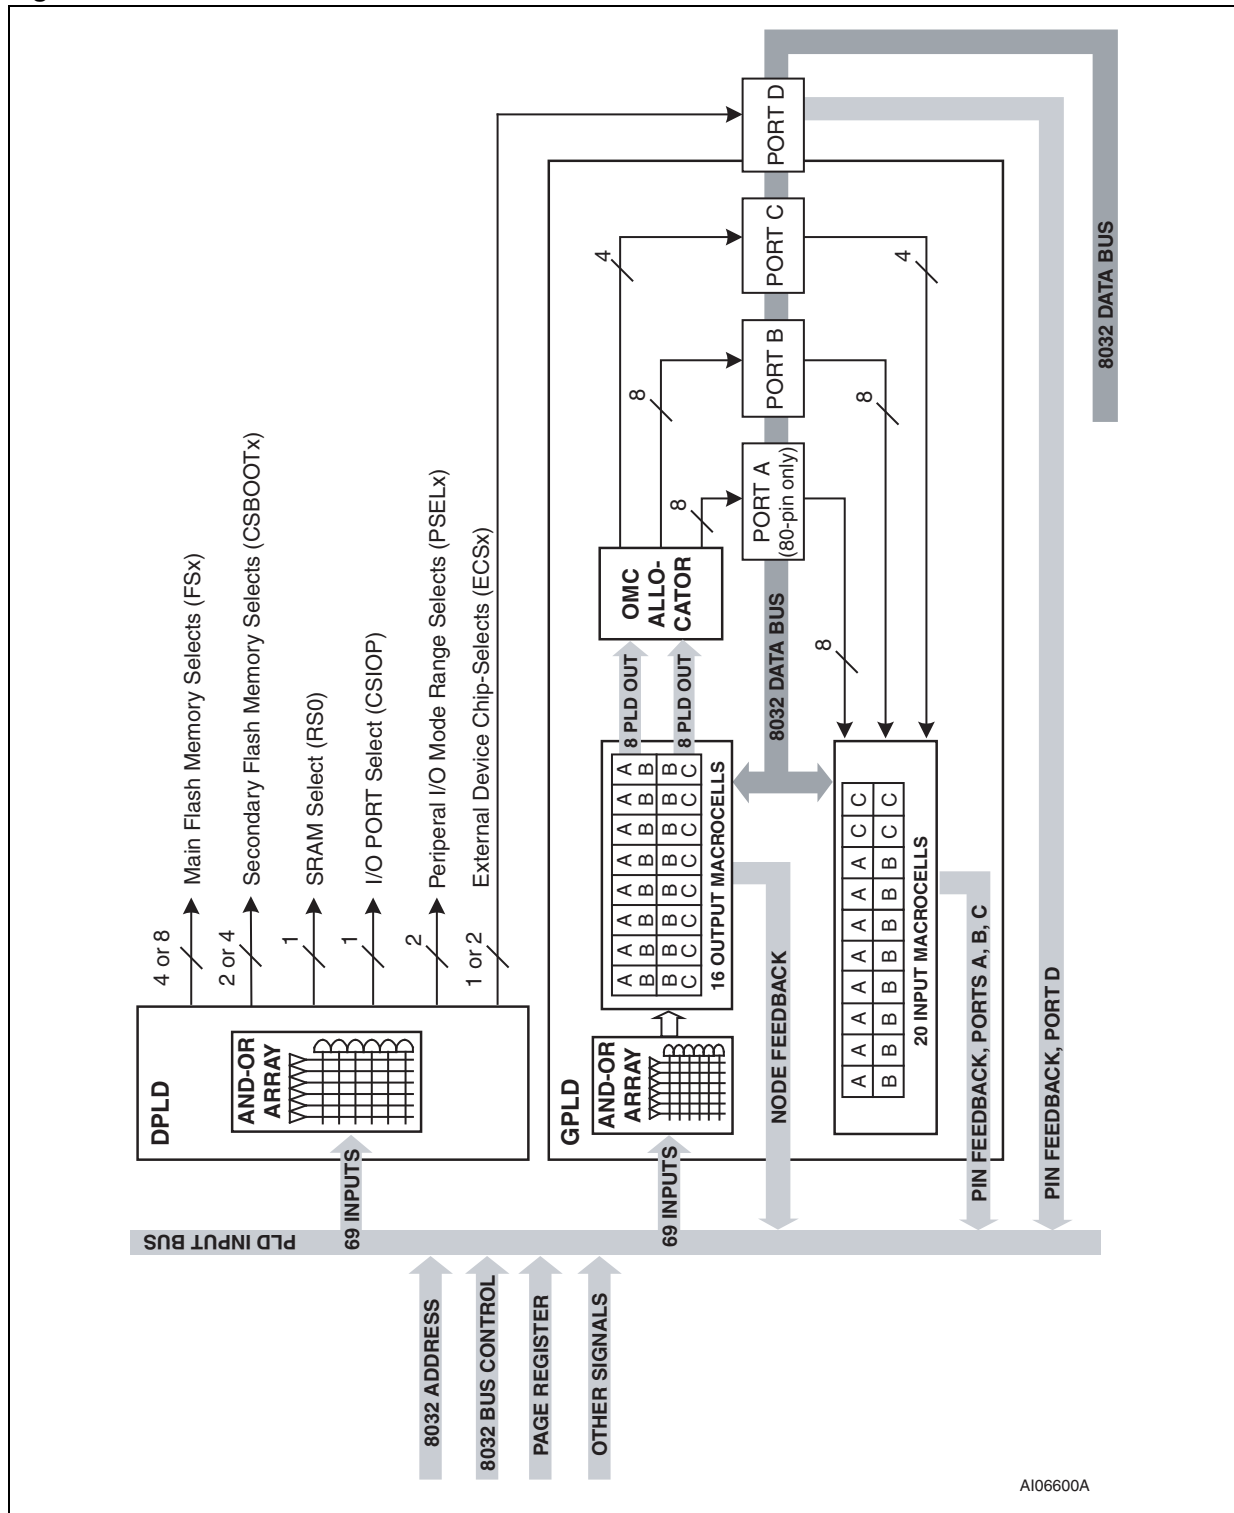 PLD INPUT BUS
8032 ADDRESS
8032 BUS CONTROL
PAGE REGISTER
OTHER SIGNALS
69 INPUTS
DPLD
AND-OR
ARRAY
4 or 8
Main Flash Memory Selects (FSx)
2 or 4
Secondary Flash Memory Selects (CSBOOTx)
1
SRAM Select (RS0)
1
I/O PORT Select (CSIOP)
2
Periperal I/O Mode Range Selects (PSELx)
1 or 2
External Device Chip-Selects (ECSx)
69 INPUTS
GPLD
AND-OR
ARRAY
A A A A A A A A
B B B B B B B B
B B B B B B B B
C C C C C C C C
16 OUTPUT MACROCELLS
8 PLD OUT
8 PLD OUT
OMC
ALLO-
CATOR
4
8
8
PORT A
(80-pin only)
PORT B
PORT C
PORT D
8032 DATA BUS
8
8
4
NODE FEEDBACK
A A A A A A A A C C
B B B B B B B B C C
20 INPUT MACROCELLS
PIN FEEDBACK, PORTS A, B, C
PIN FEEDBACK, PORT D
8032 DATA BUS
AI06600A